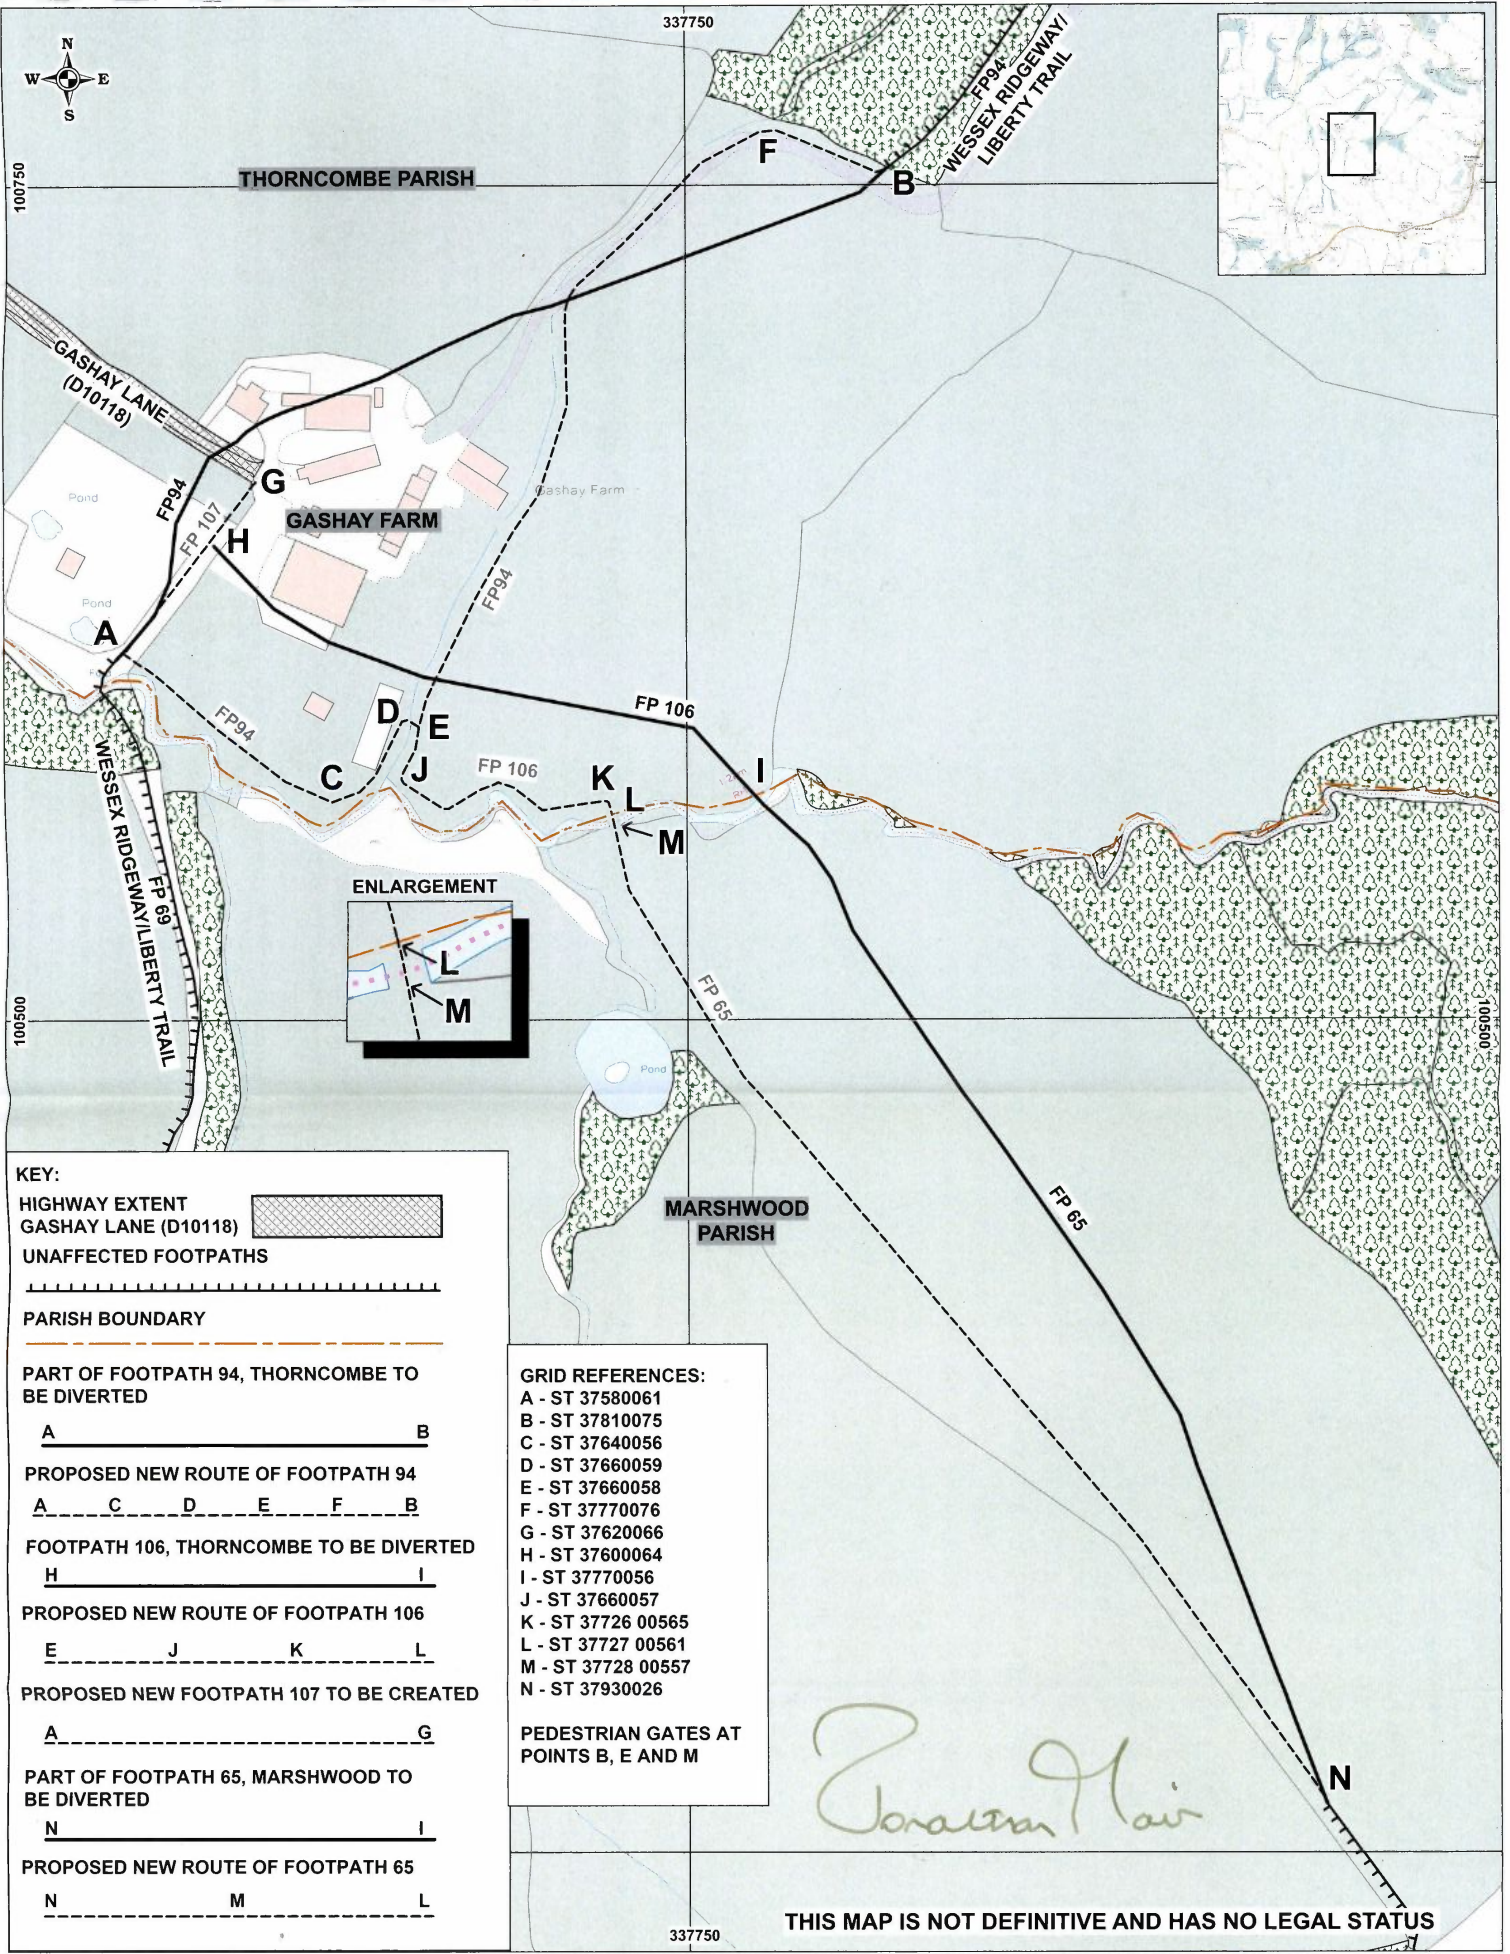 337750
N
W E
S
FP94
WESSEX RIDGEWAY/
LIBERTY TRAIL
F
B
THORNCOMBE PARISH
100750
GASHAY LANE
(D10118)
G
FP94
FP 107
H
GASHAY FARM
Gashay Farm
Pond
Pond
A
FP94
FP94
D
E
C
J
FP 106
FP 106
K
L
M
I
WESSEX RIDGEWAY/LIBERTY TRAIL
FP 69
ENLARGEMENT
L
M
FP 65
100500
100500
Pond
FP 65
MARSHWOOD
PARISH
N
KEY:
HIGHWAY EXTENT
GASHAY LANE (D10118)
UNAFFECTED FOOTPATHS
PARISH BOUNDARY
PART OF FOOTPATH 94, THORNCOMBE TO
BE DIVERTED
A B
PROPOSED NEW ROUTE OF FOOTPATH 94
A C D E F B
FOOTPATH 106, THORNCOMBE TO BE DIVERTED
H I
PROPOSED NEW ROUTE OF FOOTPATH 106
E J K L
PROPOSED NEW FOOTPATH 107 TO BE CREATED
A G
PART OF FOOTPATH 65, MARSHWOOD TO
BE DIVERTED
N I
PROPOSED NEW ROUTE OF FOOTPATH 65
N M L
GRID REFERENCES:
A - ST 37580061
B - ST 37810075
C - ST 37640056
D - ST 37660059
E - ST 37660058
F - ST 37770076
G - ST 37620066
H - ST 37600064
I - ST 37770056
J - ST 37660057
K - ST 37726 00565
L - ST 37727 00561
M - ST 37728 00557
N - ST 37930026
PEDESTRIAN GATES AT
POINTS B, E AND M
Jonathan Mair
337750
THIS MAP IS NOT DEFINITIVE AND HAS NO LEGAL STATUS